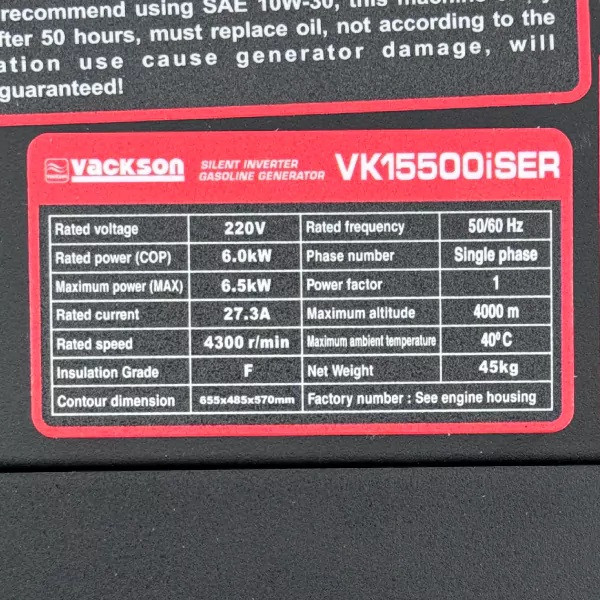 recommend using SAE 10W-30, this machine
fter 50 hours, must replace oil, not according to the
ation use cause generator damage, will
guaranteed!
VACKSON SILENT INVERTER GASOLINE GENERATOR VK15500iSER
Rated voltage 220V Rated frequency 50/60 Hz
Rated power (COP) 6.0kW Phase number Single phase
Maximum power (MAX) 6.5kW Power factor 1
Rated current 27.3A Maximum altitude 4000 m
Rated speed 4300 r/min Maximum ambient temperature 40°C
Insulation Grade F Net Weight 45kg
Contour dimension 655x485x570mm Factory number : See engine housing